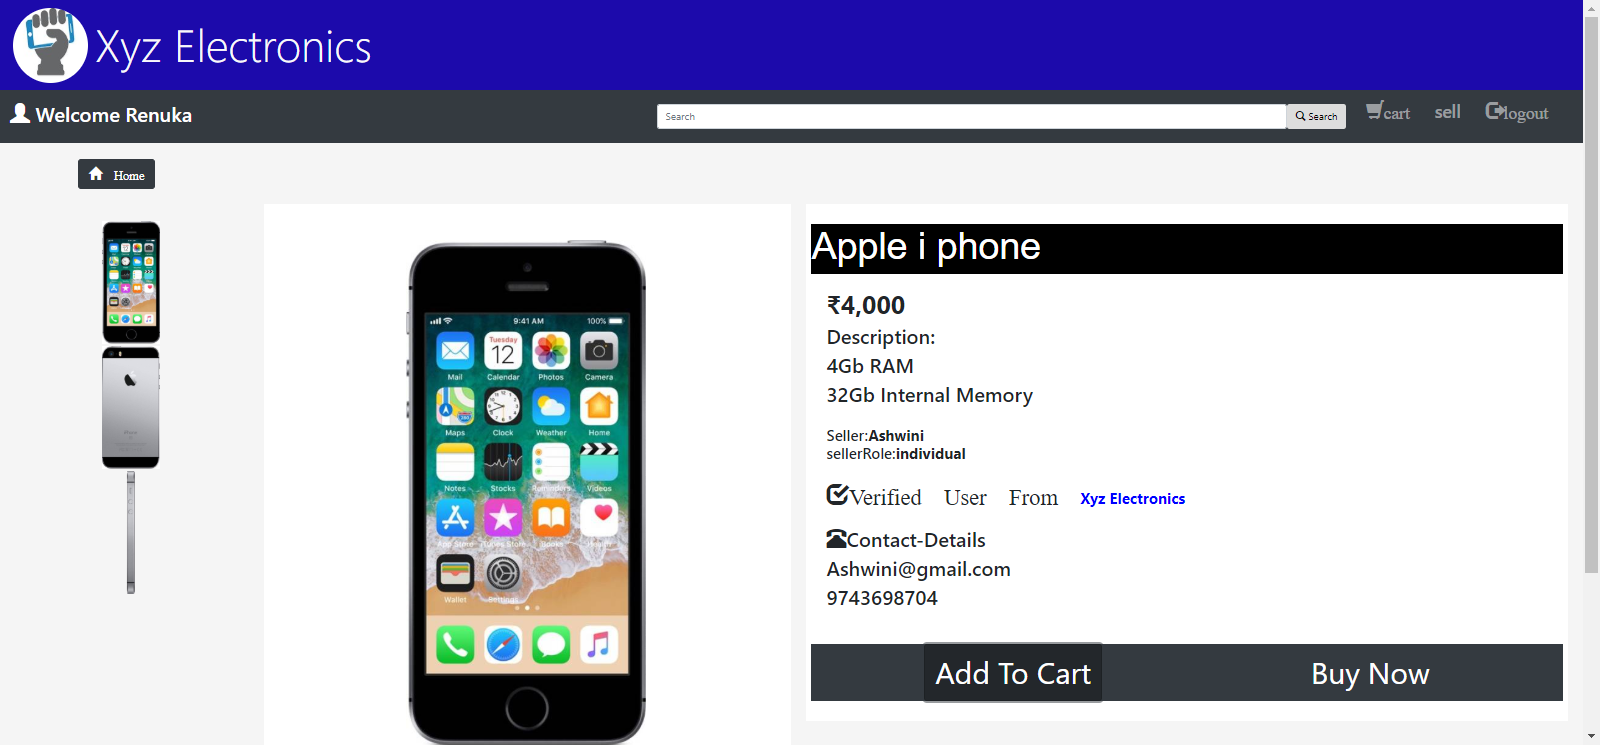 Xyz Electronics
Welcome Renuka
Search
Search
cart
sell
logout
Home
9:41 AM
100%
Tuesday
12
Mail
Calendar
Photos
Camera
Maps
Clock
Weather
Home
Notes
Stocks
Reminders
Videos
App Store
iTunes Store
Books
Wallet
Settings
Apple i phone
₹4,000
Description:
4Gb RAM
32Gb Internal Memory
Seller:Ashwini
sellerRole:individual
Verified User From Xyz Electronics
Contact-Details
Ashwini@gmail.com
9743698704
Add To Cart
Buy Now